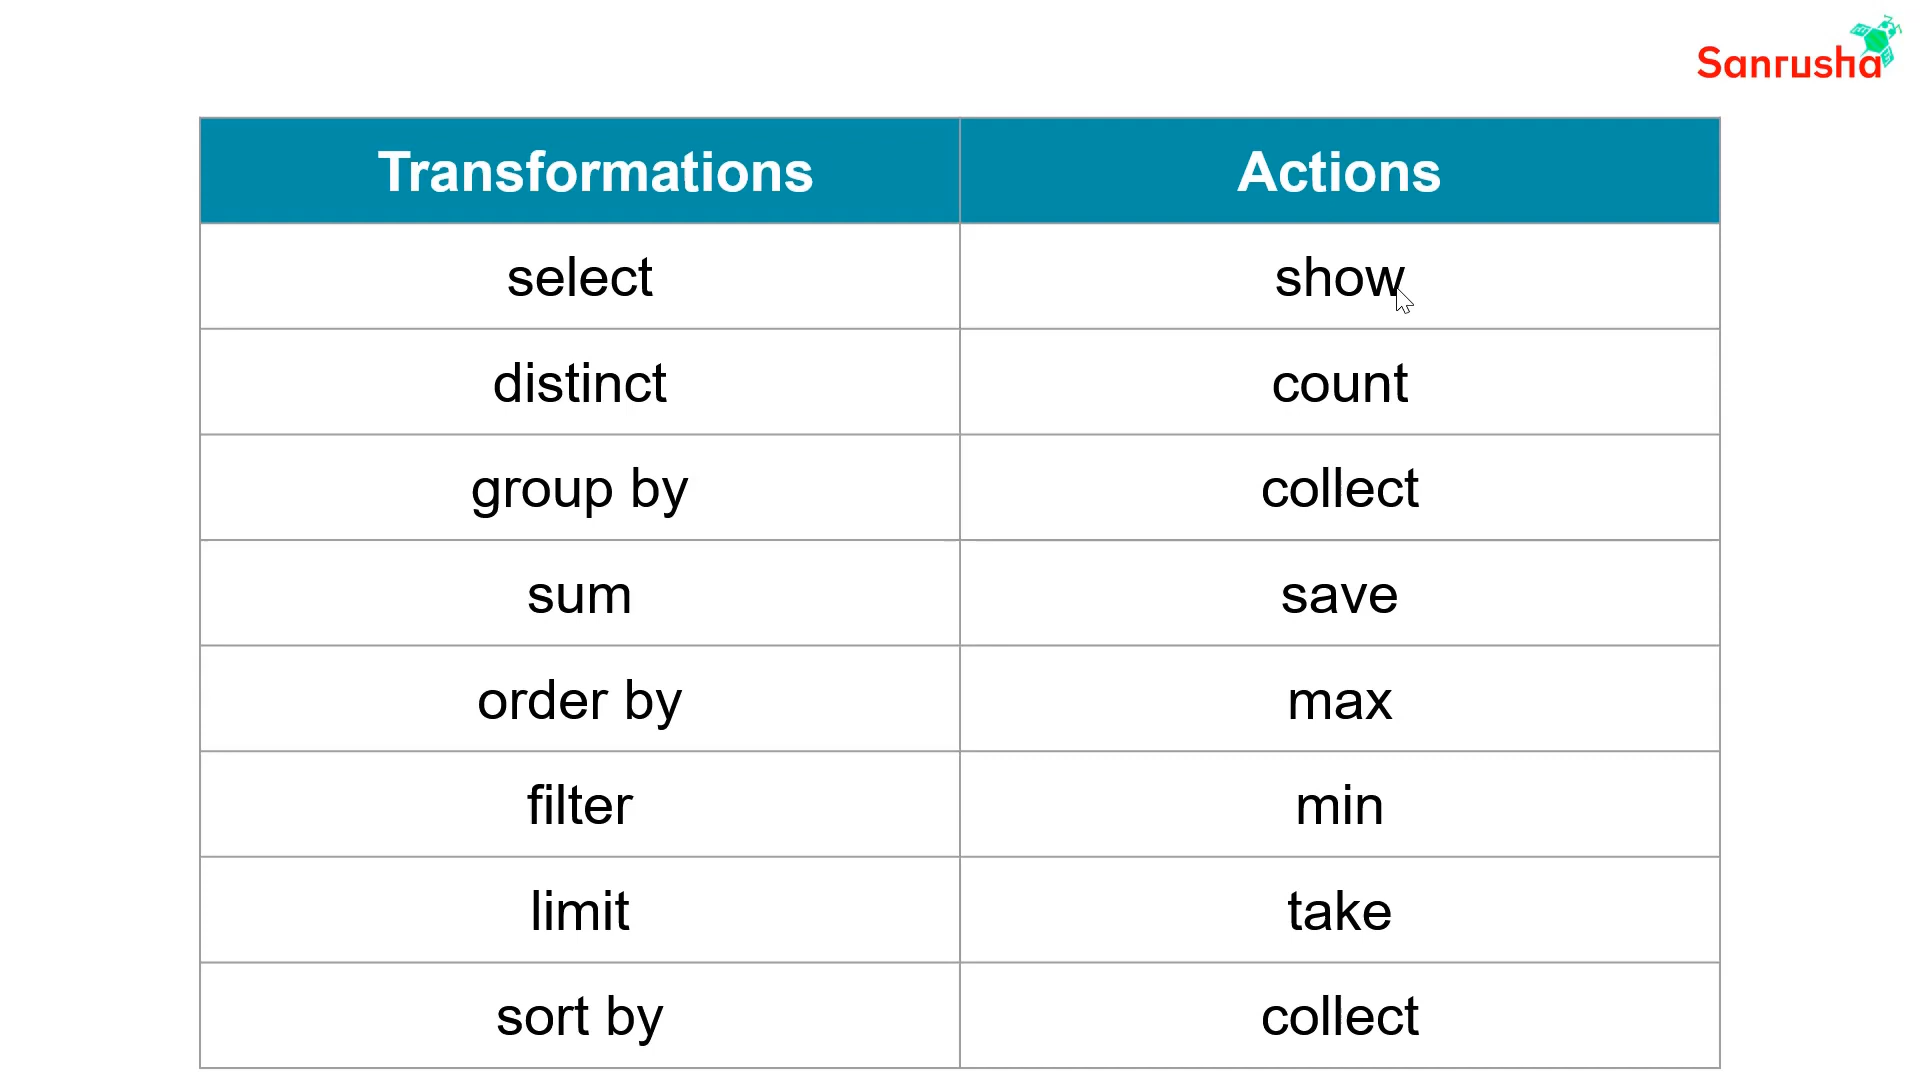 Sanrusha
Transformations Actions
select show
distinct count
group by collect
sum save
order by max
filter min
limit take
sort by collect